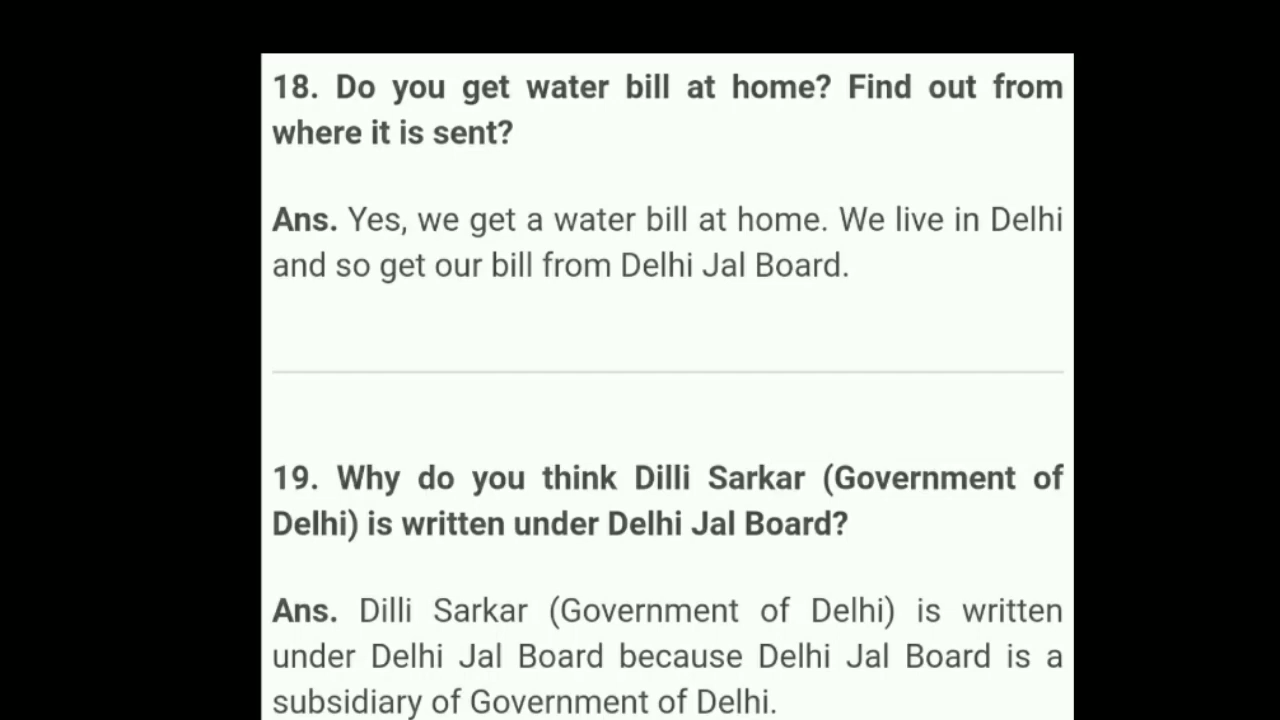 18. Do you get water bill at home? Find out from
where it is sent?
Ans. Yes, we get a water bill at home. We live in Delhi
and so get our bill from Delhi Jal Board.
19. Why do you think Dilli Sarkar (Government of
Delhi) is written under Delhi Jal Board?
Ans. Dilli Sarkar (Government of Delhi) is written
under Delhi Jal Board because Delhi Jal Board is a
subsidiary of Government of Delhi.